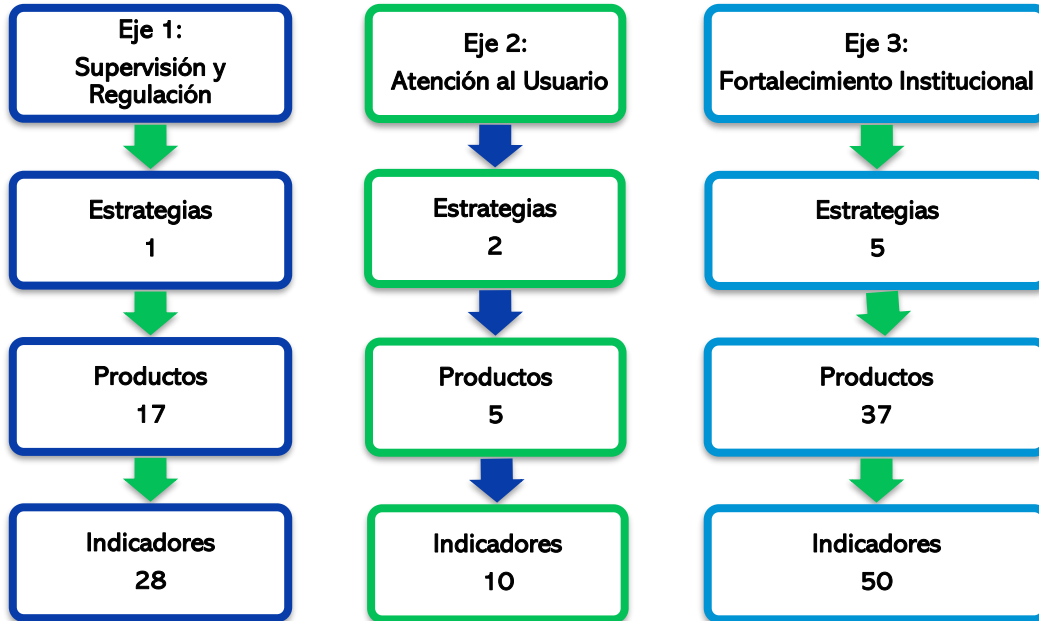 Eje 1:
Supervisión y
Regulación
Estrategias
1
Productos
17
Indicadores
28
Eje 2:
Atención al Usuario
Estrategias
2
Productos
5
Indicadores
10
Eje 3:
Fortalecimiento Institucional
Estrategias
5
Productos
37
Indicadores
50